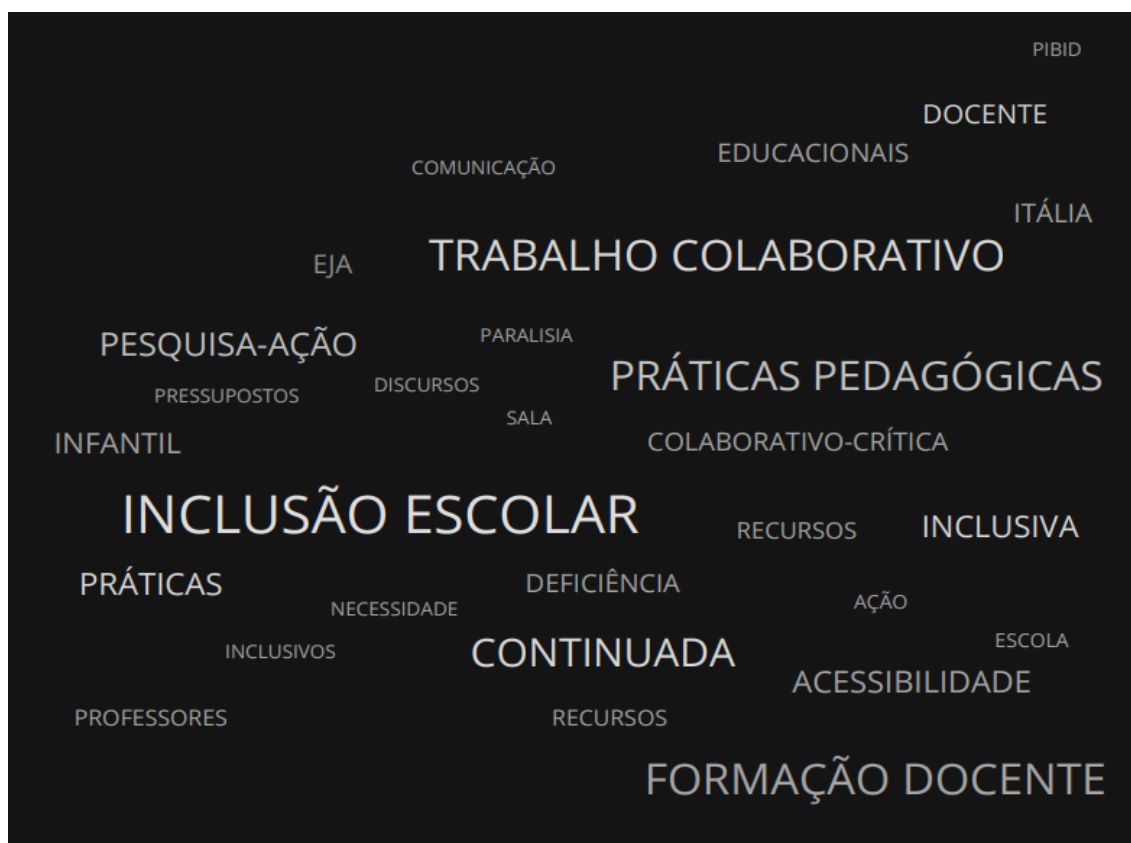 PIBID
DOCENTE
EDUCACIONAIS
COMUNICAÇÃO
ITÁLIA
TRABALHO COLABORATIVO
EJA
PARALISIA
PESQUISA-AÇÃO
PRÁTICAS PEDAGÓGICAS
DISCURSOS
PRESSUPOSTOS
SALA
INFANTIL
COLABORATIVO-CRÍTICA
INCLUSÃO ESCOLAR
RECURSOS
INCLUSIVA
PRÁTICAS
DEFICIÊNCIA
AÇÃO
NECESSIDADE
ESCOLA
INCLUSIVOS
CONTINUADA
ACESSIBILIDADE
PROFESSORES
RECURSOS
FORMAÇÃO DOCENTE